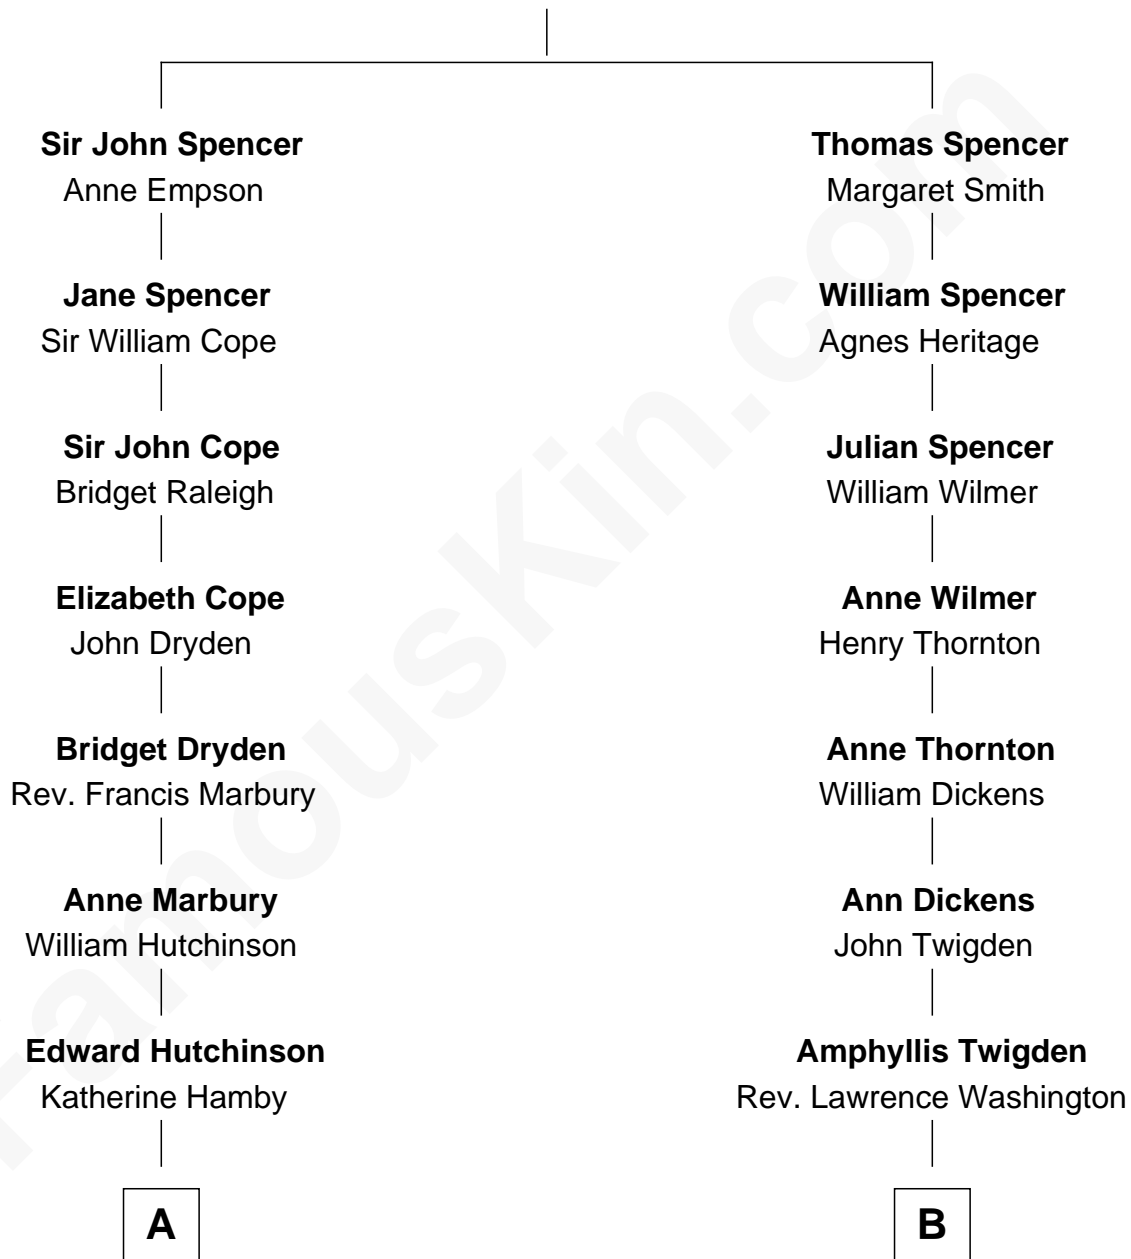 Sir John Spencer
Anne Empson
Jane Spencer
Sir William Cope
Sir John Cope
Bridget Raleigh
Elizabeth Cope
John Dryden
Bridget Dryden
Rev. Francis Marbury
Anne Marbury
William Hutchinson
Edward Hutchinson
Katherine Hamby
A
Thomas Spencer
Margaret Smith
William Spencer
Agnes Heritage
Julian Spencer
William Wilmer
Anne Wilmer
Henry Thornton
Anne Thornton
William Dickens
Ann Dickens
John Twigden
Amphyllis Twigden
Rev. Lawrence Washington
B
FamousKin.com